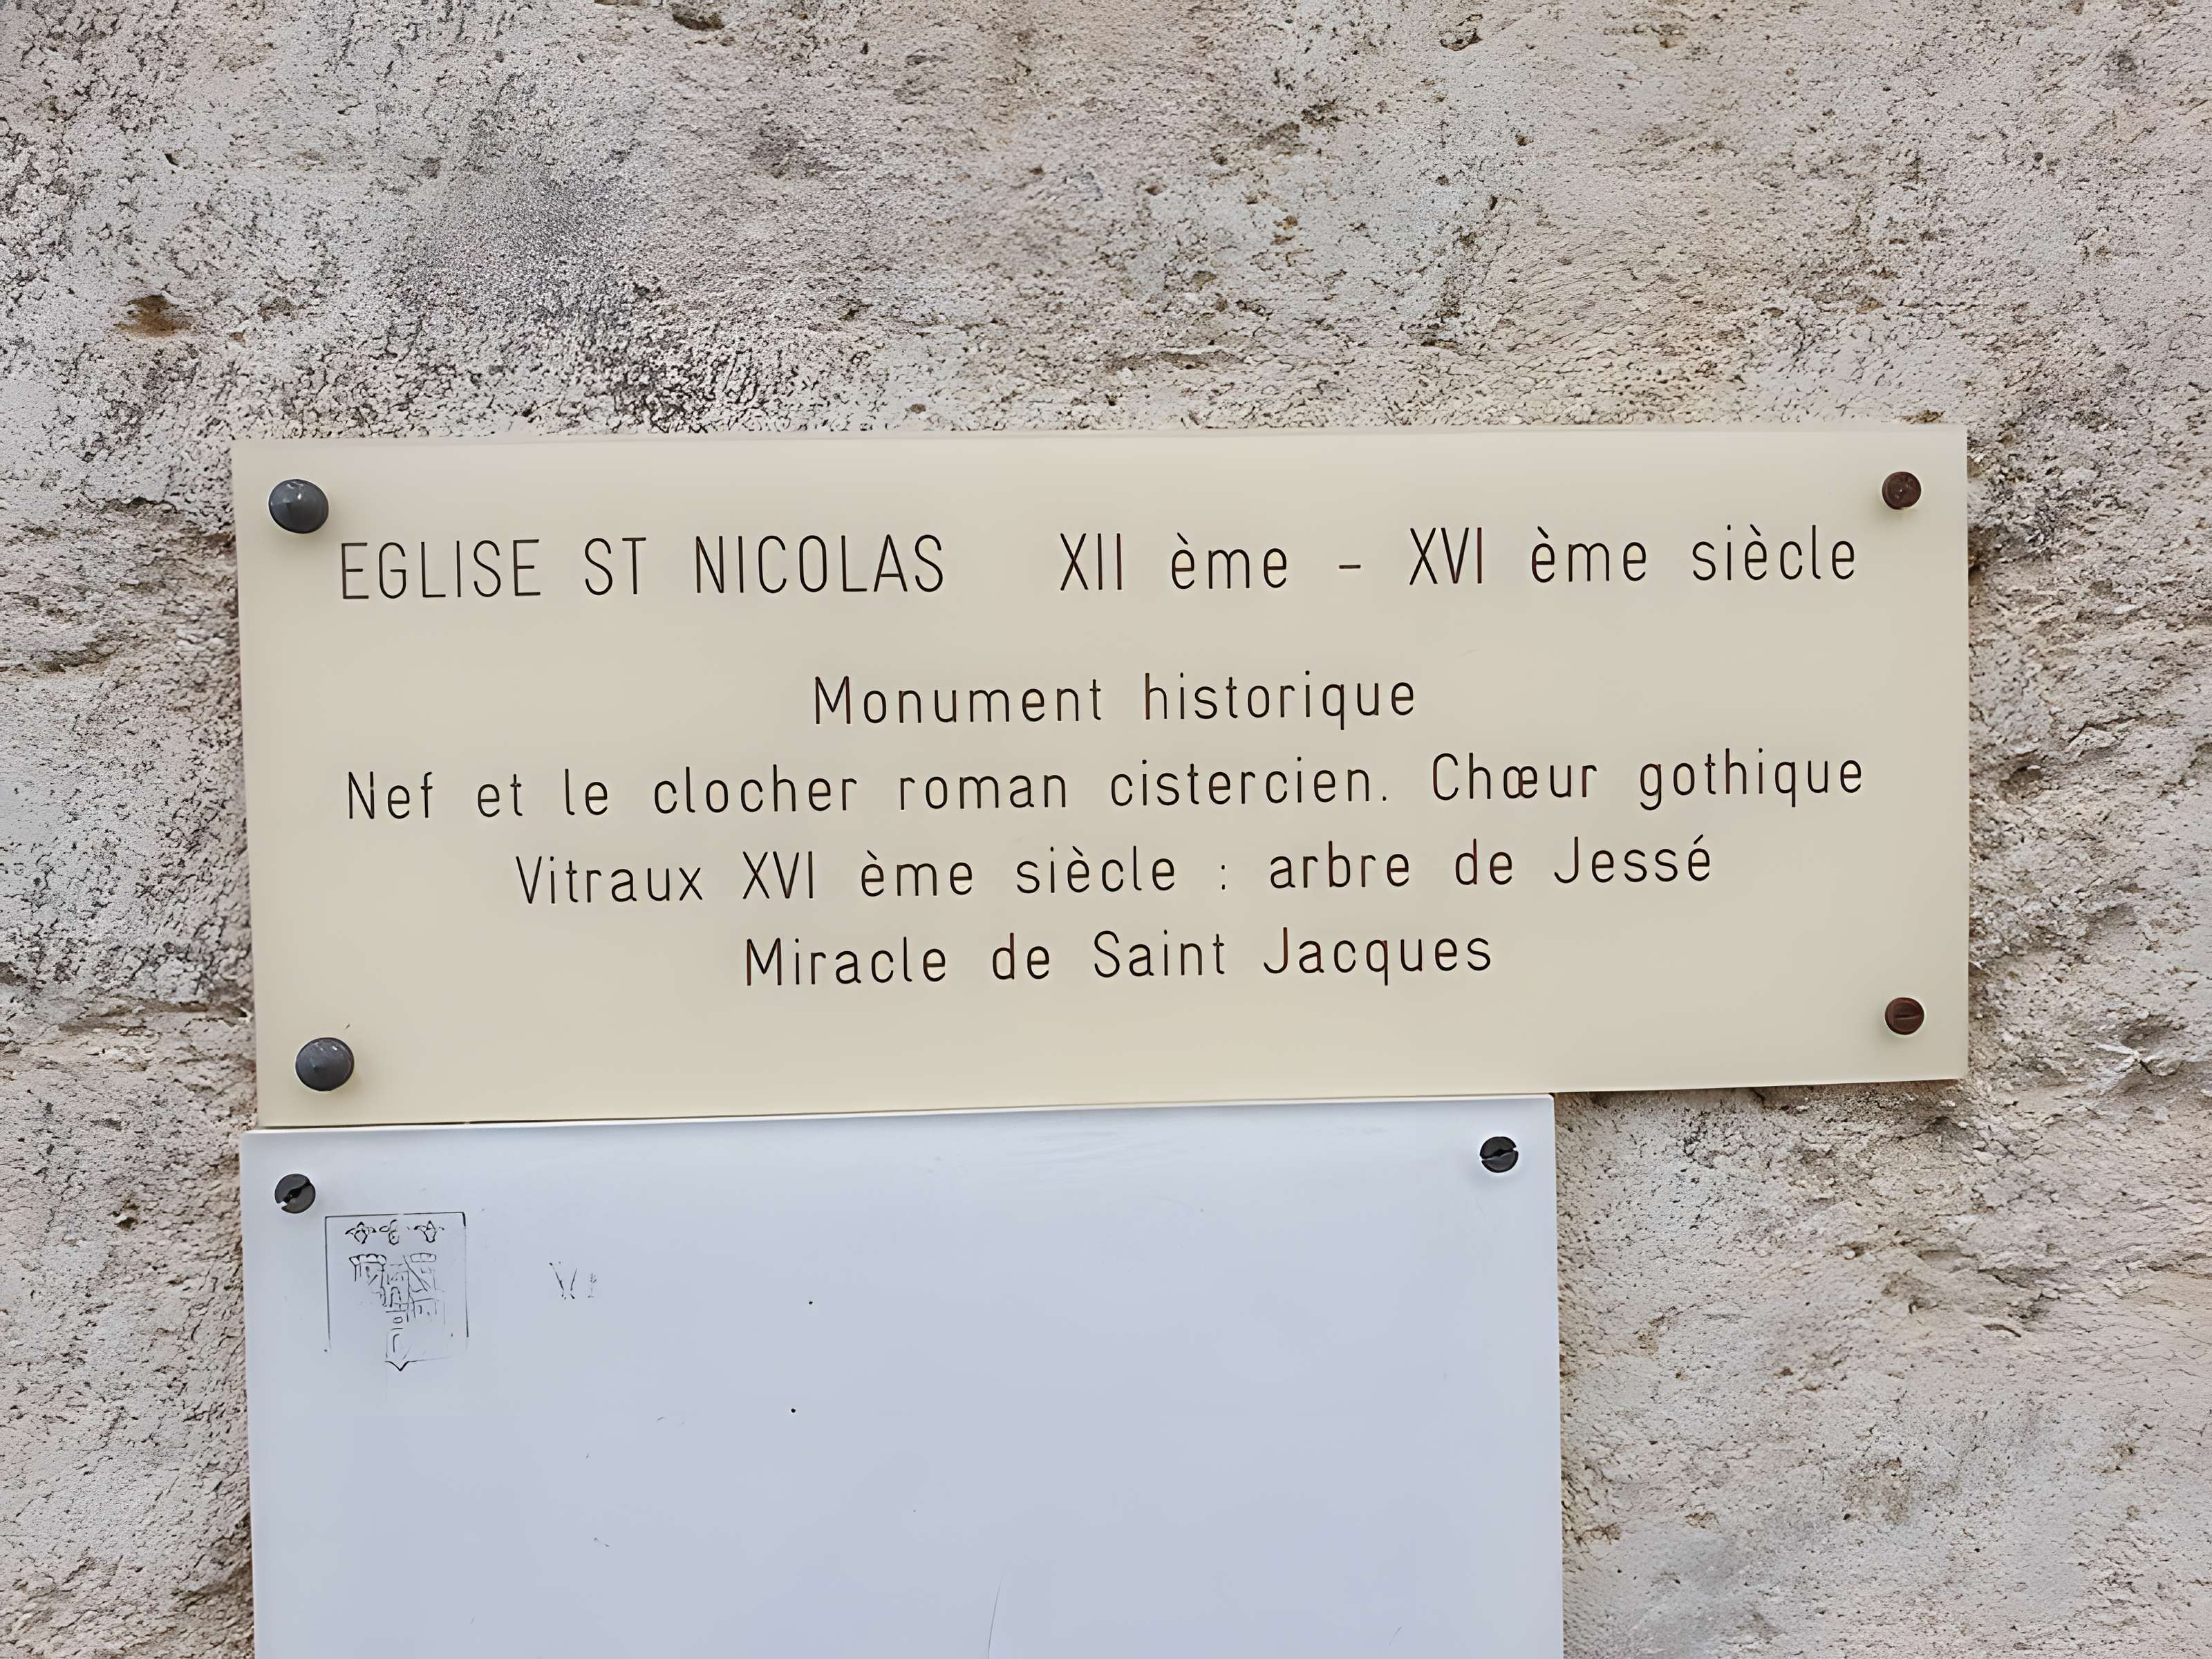 EGLISE ST NICOLAS XII ème - XVI ème siècle
Monument historique
Nef et le clocher roman cistercien. Chœur gothique
Vitraux XVI ème siècle : arbre de Jessé
Miracle de Saint Jacques